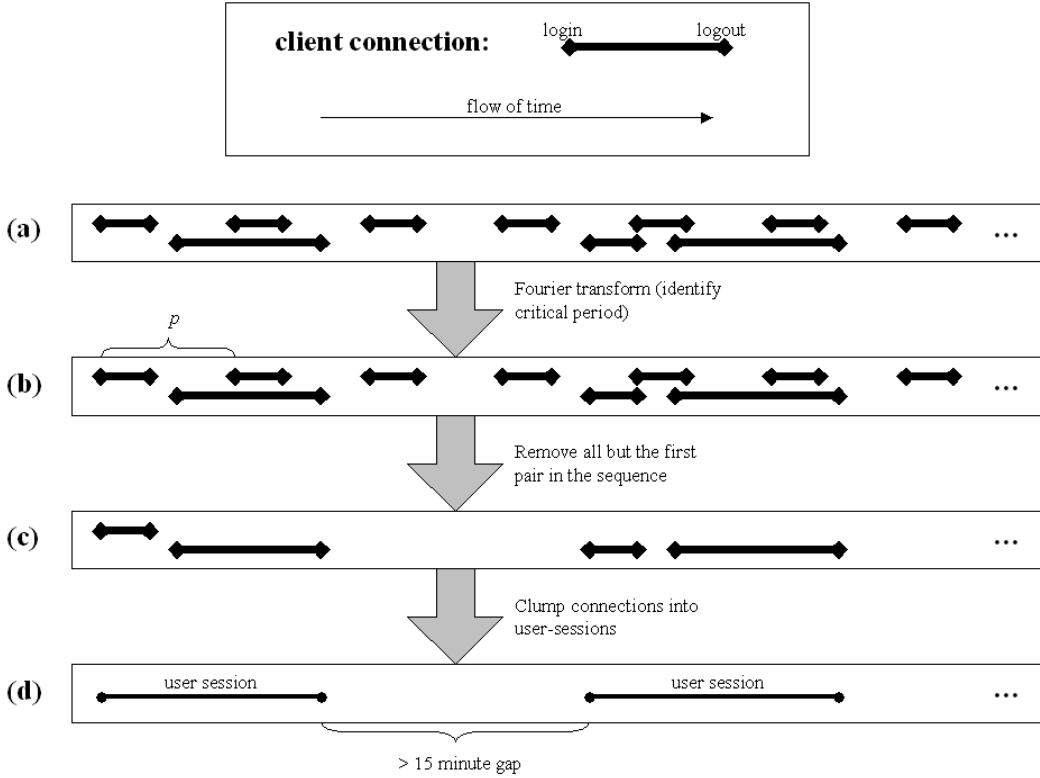 client connection:
login
logout
flow of time
(a)
...
Fourier transform (identify
critical period)
p
(b)
...
Remove all but the first
pair in the sequence
(c)
...
Clump connections into
user-sessions
(d)
user session
user session
...
> 15 minute gap